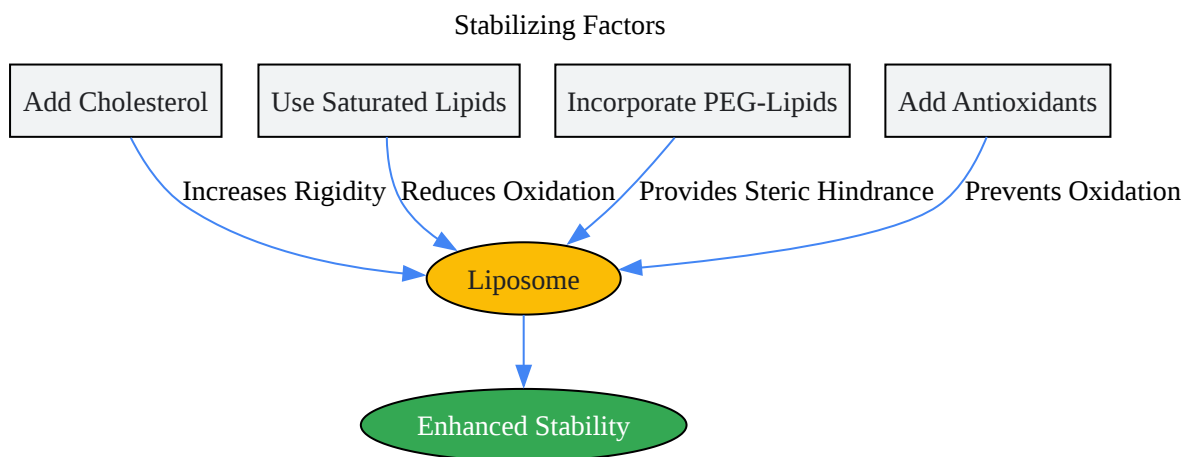 Stabilizing Factors
Add Cholesterol
Use Saturated Lipids
Incorporate PEG-Lipids
Add Antioxidants
Increases Rigidity
Reduces Oxidation
Provides Steric Hindrance
Prevents Oxidation
Liposome
Enhanced Stability